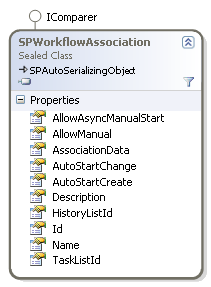 IComparer
SPWorkflowAssociation
Sealed Class
SPAutoSerializingObject
Properties
AllowAsyncManualStart
AllowManual
AssociationData
AutoStartChange
AutoStartCreate
Description
HistoryListId
Id
Name
TaskListId